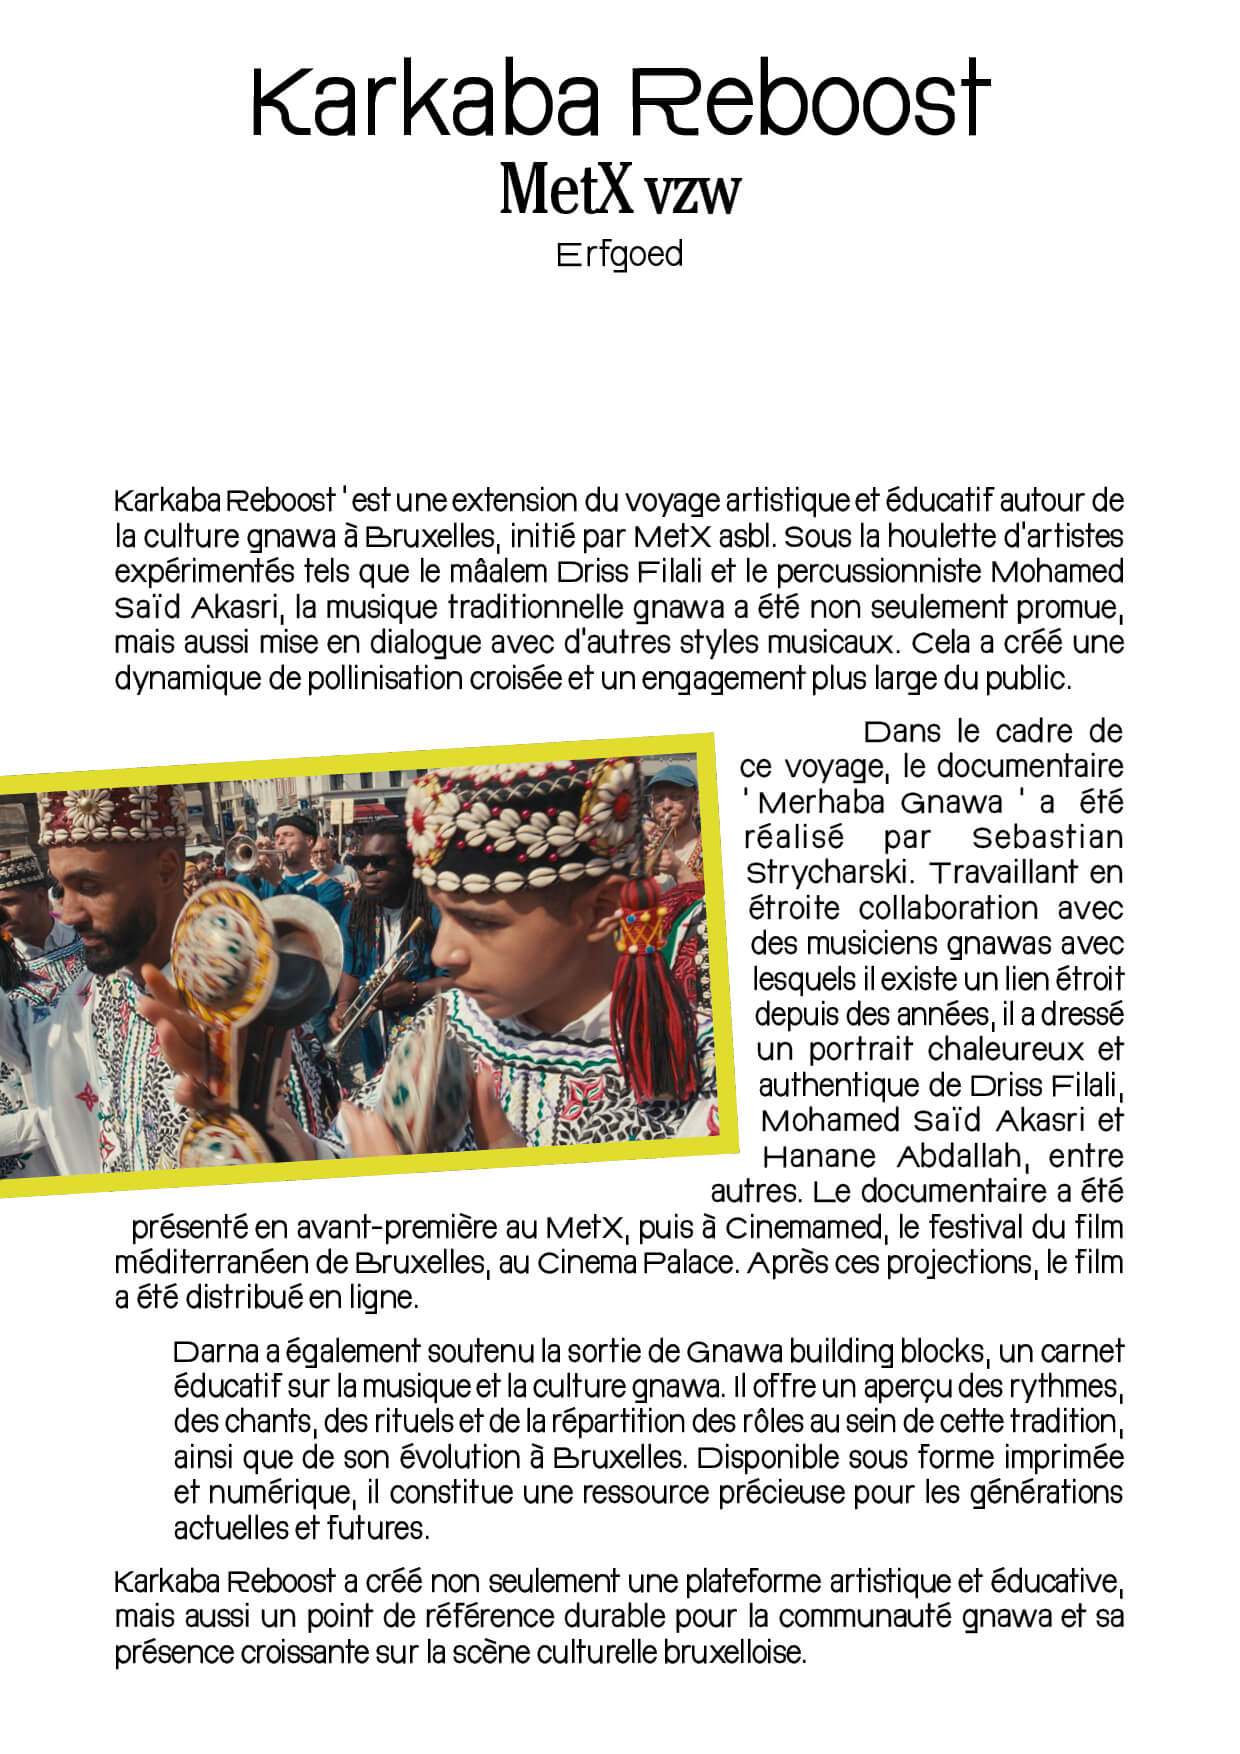 Karkaba Reboost
MetX vzw
Erfgoed
Karkaba Reboost ' est une extension du voyage artistique et éducatif autour de
la culture gnawa à Bruxelles, initié par MetX asbl. Sous la houlette d'artistes
expérimentés tels que le mâalem Driss Filali et le percussionniste Mohamed
Saïd Akasri, la musique traditionnelle gnawa a été non seulement promue,
mais aussi mise en dialogue avec d'autres styles musicaux. Cela a créé une
dynamique de pollinisation croisée et un engagement plus large du public.
Dans le cadre de
ce voyage, le documentaire
' Merhaba Gnawa ' a été
réalisé par Sebastian
Strycharski. Travaillant en
étroite collaboration avec
des musiciens gnawas avec
lesquels il existe un lien étroit
depuis des années, il a dressé
un portrait chaleureux et
authentique de Driss Filali,
Mohamed Saïd Akasri et
Hanane Abdallah, entre
autres. Le documentaire a été
présenté en avant-première au MetX, puis à Cinemamed, le festival du film
méditerranéen de Bruxelles, au Cinema Palace. Après ces projections, le film
a été distribué en ligne.
Darna a également soutenu la sortie de Gnawa building blocks, un carnet
éducatif sur la musique et la culture gnawa. Il offre un aperçu des rythmes,
des chants, des rituels et de la répartition des rôles au sein de cette tradition,
ainsi que de son évolution à Bruxelles. Disponible sous forme imprimée
et numérique, il constitue une ressource précieuse pour les générations
actuelles et futures.
Karkaba Reboost a créé non seulement une plateforme artistique et éducative,
mais aussi un point de référence durable pour la communauté gnawa et sa
présence croissante sur la scène culturelle bruxelloise.